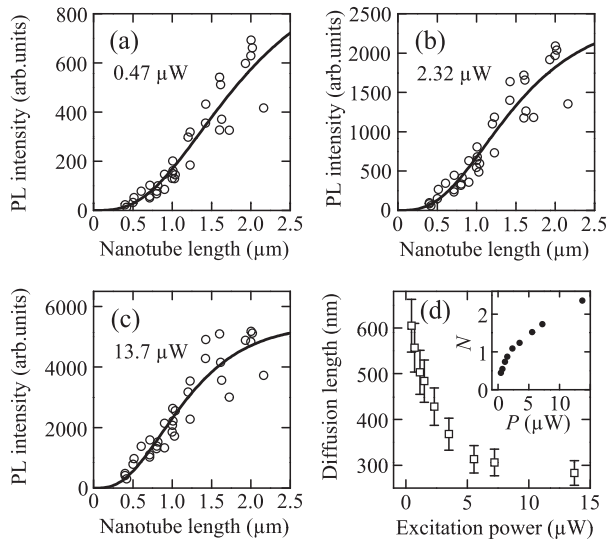 (a)
0.47 µW
PL intensity (arb.units)
800
600
400
200
0
0 0.5 1.0 1.5 2.0 2.5
Nanotube length (µm)
(b)
2.32 µW
PL intensity (arb.units)
2500
2000
1500
1000
500
0
0 0.5 1.0 1.5 2.0 2.5
Nanotube length (µm)
(c)
13.7 µW
PL intensity (arb.units)
6000
4000
2000
0
0 0.5 1.0 1.5 2.0 2.5
Nanotube length (µm)
(d)
Diffusion length (nm)
600
500
400
300
0 5 10 15
Excitation power (µW)
N
2
1
0
0 5 10
P (µW)